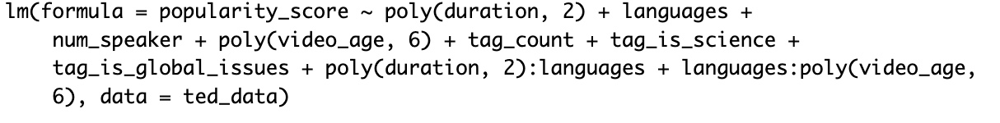 lm(formula = popularity_score ~ poly(duration, 2) + languages +
num_speaker + poly(video_age, 6) + tag_count + tag_is_science +
tag_is_global_issues + poly(duration, 2):languages + languages:poly(video_age,
6), data = ted_data)